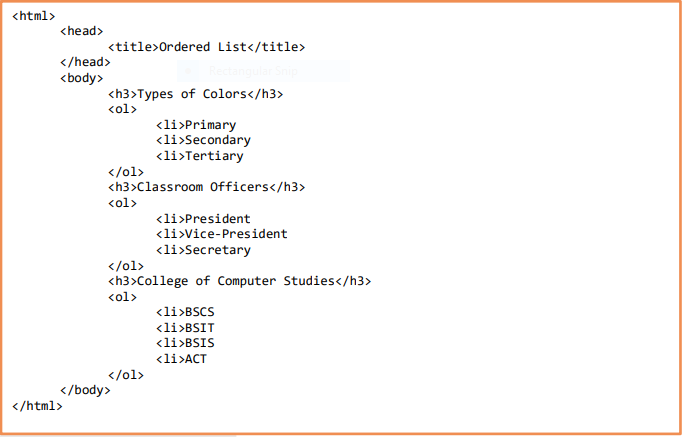 <html>
<head>
<title>Ordered List</title>
</head>
<body>
<h3>Types of Colors</h3>
<ol>
<li>Primary
<li>Secondary
<li>Tertiary
</ol>
<h3>Classroom Officers</h3>
<ol>
<li>President
<li>Vice-President
<li>Secretary
</ol>
<h3>College of Computer Studies</h3>
<ol>
<li>BSCS
<li>BSIT
<li>BSIS
<li>ACT
</ol>
</body>
</html>